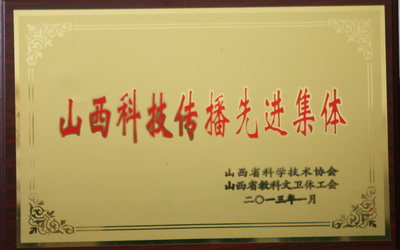 山西科技传播先进集体
山西省科学技术协会
山西省教科文卫体工会
二〇一三年一月